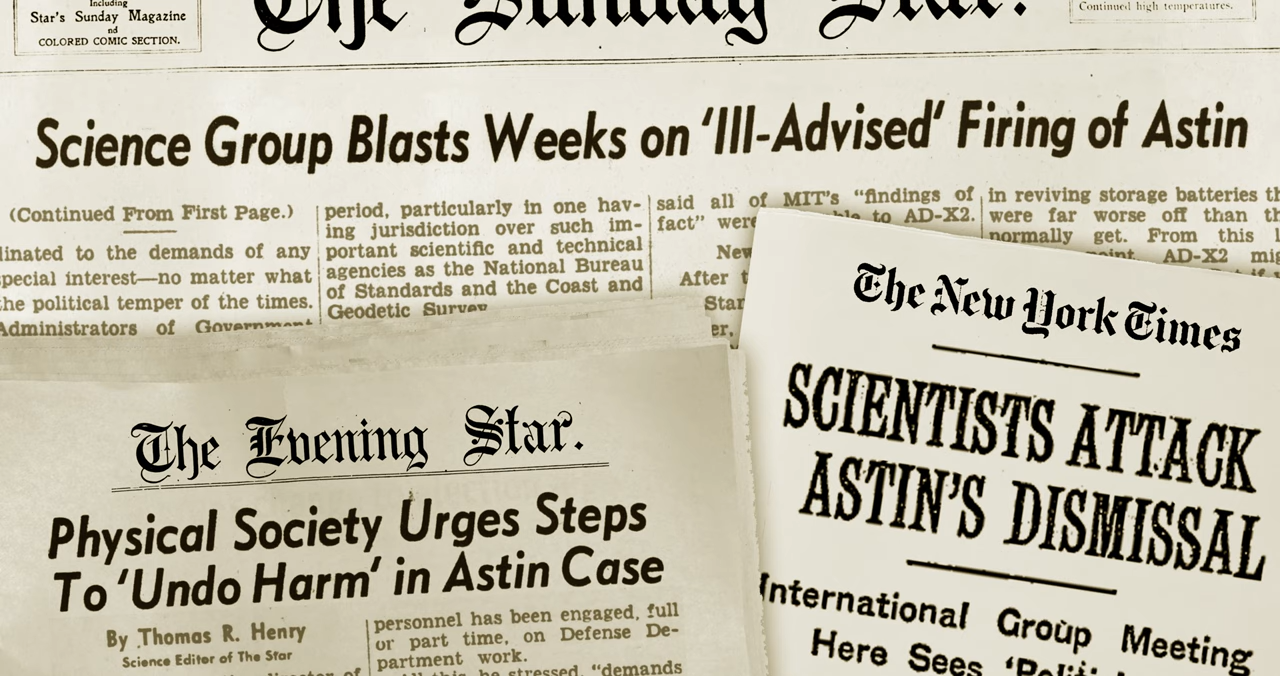 Including
Star's Sunday Magazine
nd
COLORED COMIC SECTION.
The Sunday Star.
Continued high temperatures.
Science Group Blasts Weeks on 'Ill-Advised' Firing of Astin
(Continued From First Page.)
linated to the demands of any
special interest—no matter what
the political temper of the times.
Administrators of Government
period, particularly in one hav-
ing jurisdiction over such im-
portant scientific and technical
agencies as the National Bureau
of Standards and the Coast and
Geodetic Survey
said all of MIT's "findings of
fact" were to AD-X2.
New
After
er,
in reviving storage batteries
were far worse off than
normally get. From this
point, AD-X2
The Evening Star.
Physical Society Urges Steps
To 'Undo Harm' in Astin Case
By Thomas R. Henry
Science Editor of The Star
of
personnel has been engaged, full
or part time, on Defense De-
partment work.
this, he stressed, "demands
The New York Times
SCIENTISTS ATTACK
ASTIN'S DISMISSAL
International Group Meeting
Here Sees